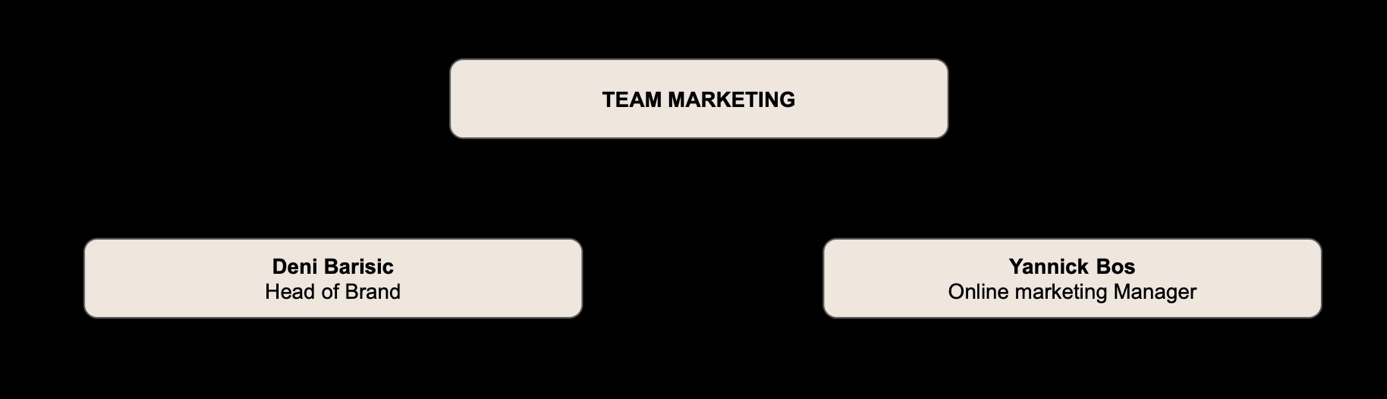 TEAM MARKETING
Deni Barisic
Head of Brand
Yannick Bos
Online marketing Manager